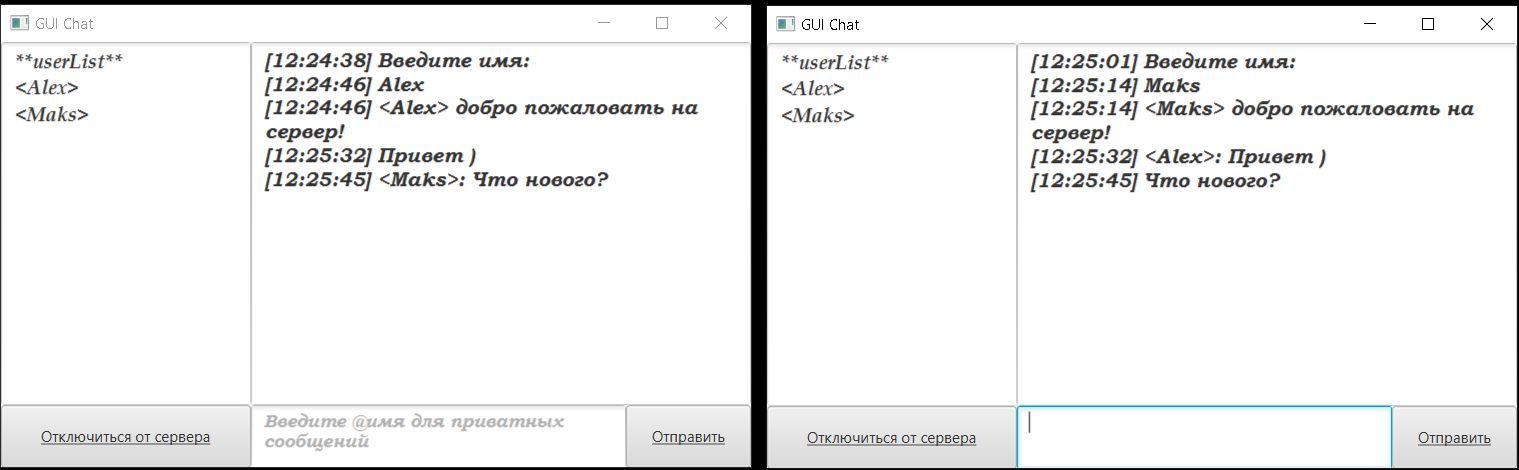 GUI Chat
**userList**
<Alex>
<Maks>
[12:24:38] Введите имя:
[12:24:46] Alex
[12:24:46] <Alex> добро пожаловать на
сервер!
[12:25:32] Привет )
[12:25:45] <Maks>: Что нового?
Отключиться от сервера
Введите @имя для приватных
сообщений
Отправить
GUI Chat
**userList**
<Alex>
<Maks>
[12:25:01] Введите имя:
[12:25:14] Maks
[12:25:14] <Maks> добро пожаловать на
сервер!
[12:25:32] <Alex>: Привет )
[12:25:45] Что нового?
Отключиться от сервера
Отправить